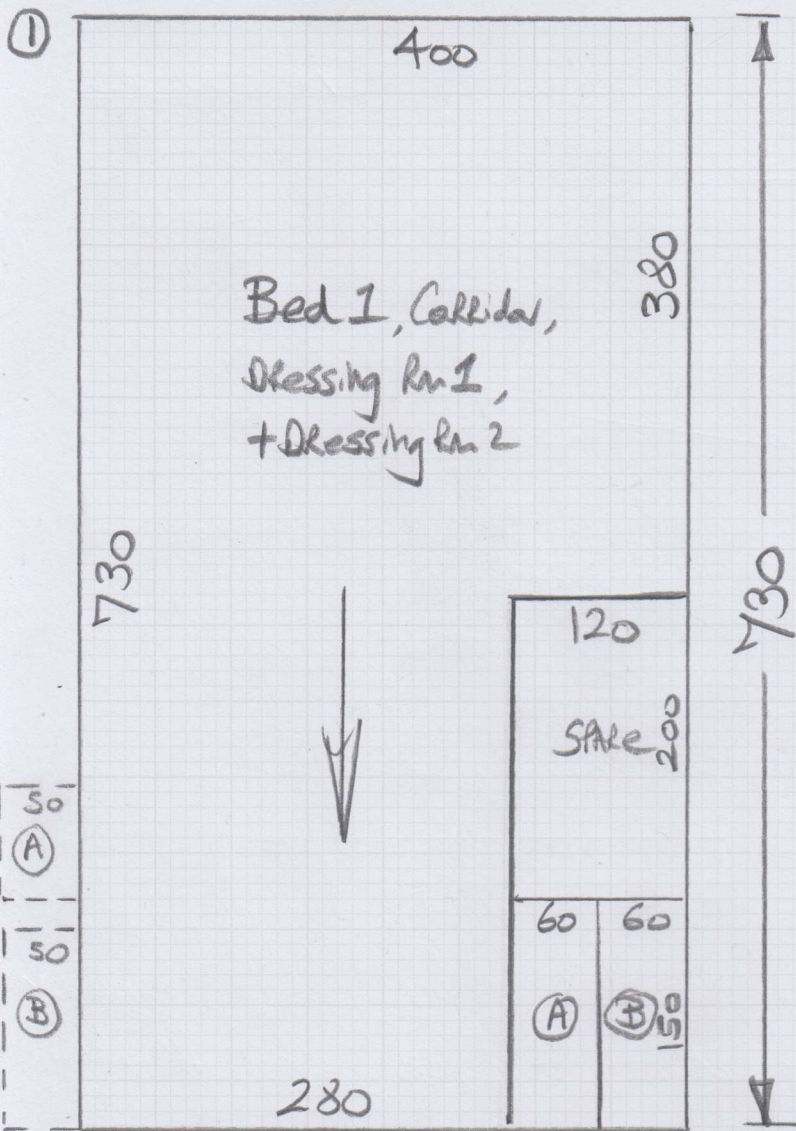 1
400
380
Bed 1, Corridor,
Dressing Rm 1,
+ Dressing Rm 2
730
730
120
SPARE 200
50
A
60 60
50
B
A B 150
280